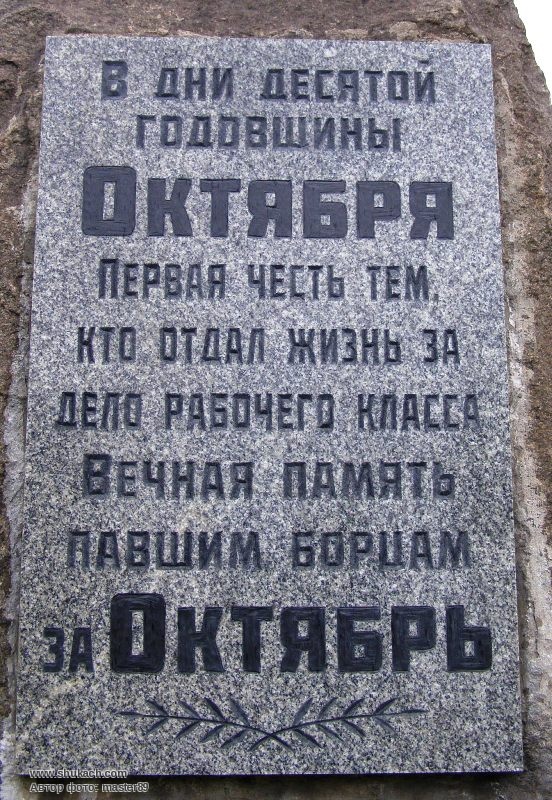 В дни десятой
годовщины
Октября
Первая честь тем,
кто отдал жизнь за
дело рабочего класса
Вечная память
павшим борцам
за Октябрь
www.shukach.com
Автор фото: master89